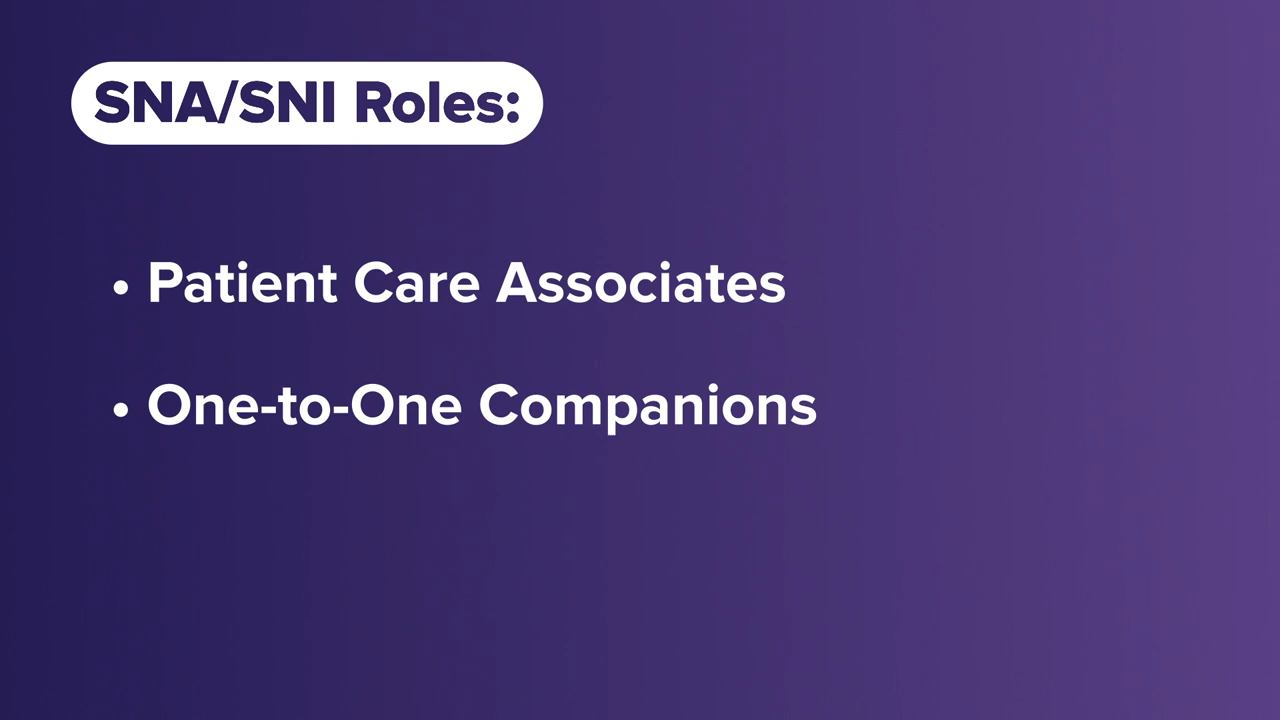 SNA/SNI Roles:
• Patient Care Associates
• One-to-One Companions